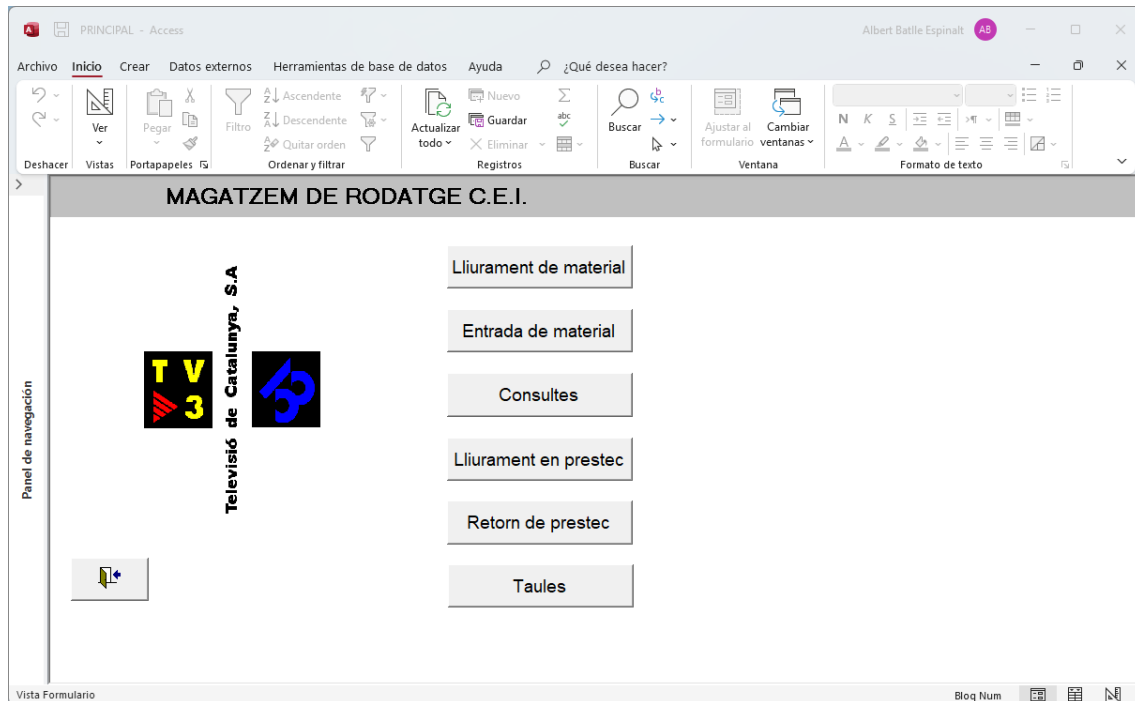 PRINCIPAL - Access
Albert Batlle Espinalt AB
Archivo Inicio Crear Datos externos Herramientas de base de datos Ayuda ¿Qué desea hacer?
Deshacer
Ver
Vistas
Pegar
Portapapeles
Filtro
Ascendente
Descendente
Quitar orden
Ordenar y filtrar
Actualizar
todo
Nuevo
Guardar
Eliminar
Registros
Buscar
Buscar
Ajustar al
formulario
Cambiar
ventanas
Ventana
N K S
A
Formato de texto
MAGATZEM DE RODATGE C.E.I.
Panel de navegación
TV
3
Televisió de Catalunya, S.A
Lliurament de material
Entrada de material
Consultes
Lliurament en prestec
Retorn de prestec
Taules
Vista Formulario
Bloq Num